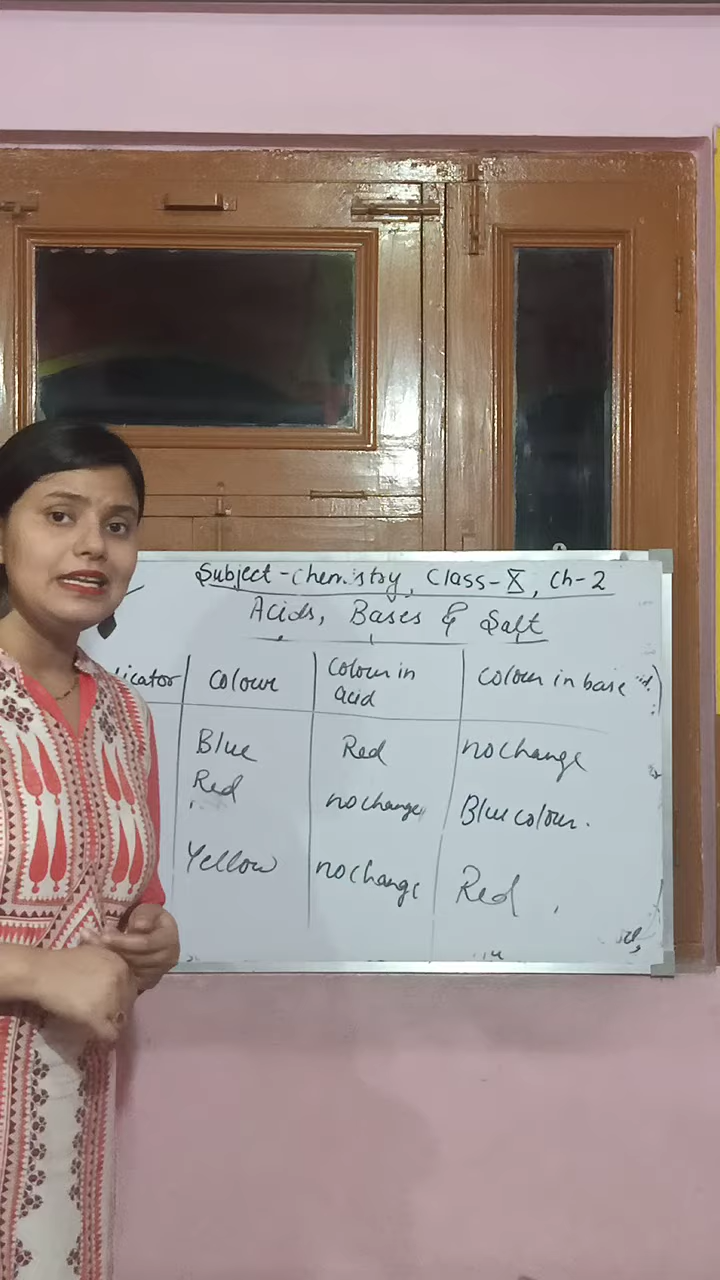 Subject-Chemistry, Class-X, Ch-2
Acids, Bases & Salt
icator colour colour in acid colour in base
Blue Red no change
Red no change Blue colour.
Yellow no change Red